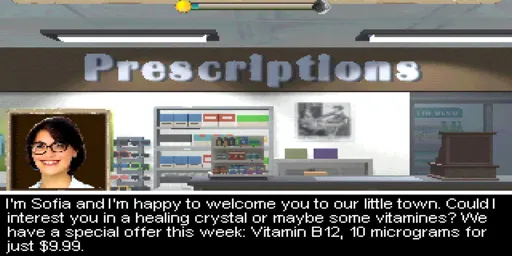 Prescriptions
I'm Sofia and I'm happy to welcome you to our little town. Could I
interest you in a healing crystal or maybe some vitamines? We
have a special offer this week: Vitamin B12, 10 micrograms for
just $9.99.